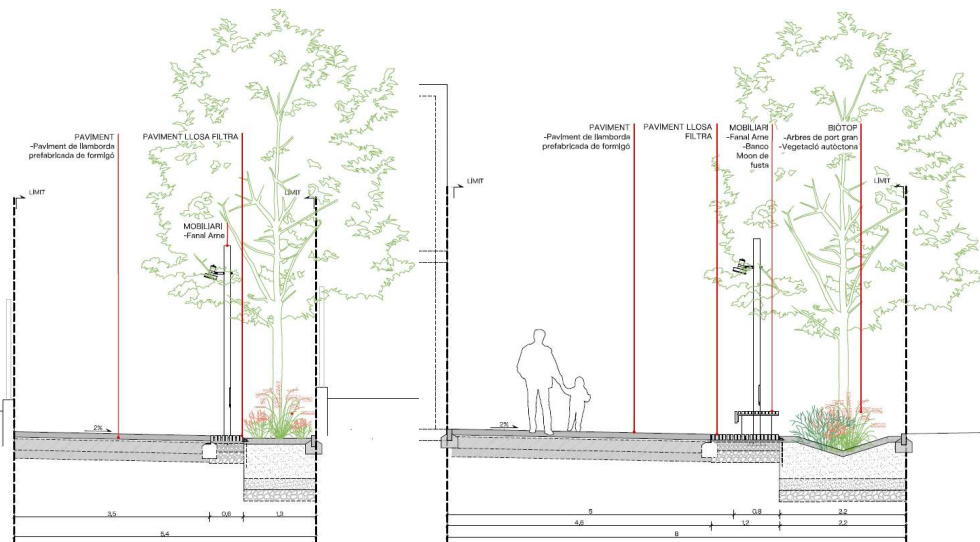 PAVIMENT
-Paviment de llamborda
prefabricada de formigó
PAVIMENT LLOSA FILTRA
LÍMIT
LÍMIT
MOBILIARI
-Fanal Arne
2%
3,5
0,6
1,3
5,4
PAVIMENT
-Paviment de llamborda
prefabricada de formigó
PAVIMENT LLOSA
FILTRA
MOBILIARI
-Fanal Arne
-Banco
Moon de
fusta
BIÒTOP
-Arbres de port gran
-Vegetació autòctona
LÍMIT
LÍMIT
2%
5
0,8
2,2
4,6
1,2
2,2
8